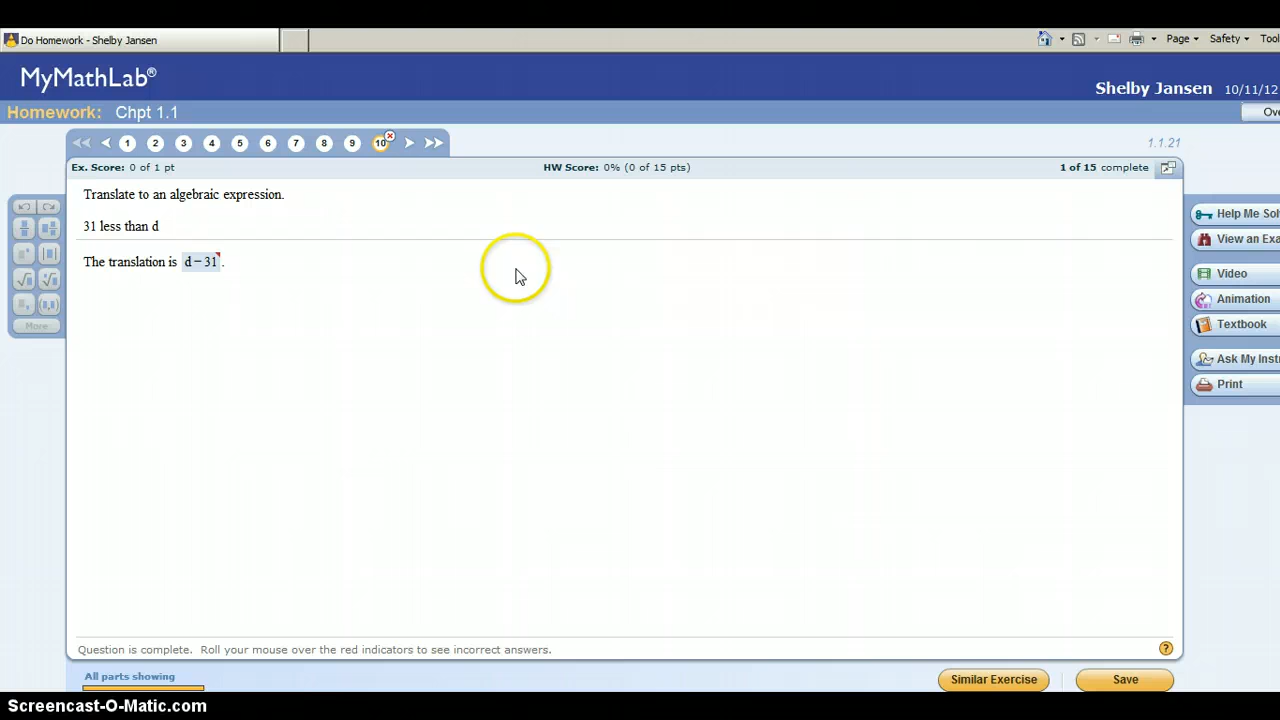 Do Homework - Shelby Jansen
Page Safety Tool
MyMathLab®
Shelby Jansen 10/11/12
Homework: Chpt 1.1
Ove
1 2 3 4 5 6 7 8 9 10
1.1.21
Ex. Score: 0 of 1 pt HW Score: 0% (0 of 15 pts) 1 of 15 complete
Translate to an algebraic expression.
31 less than d
The translation is d − 31.
Help Me Sol
View an Exa
Video
Animation
Textbook
Ask My Inst
Print
More
Question is complete. Roll your mouse over the red indicators to see incorrect answers.
All parts showing
Similar Exercise Save
Screencast-O-Matic.com